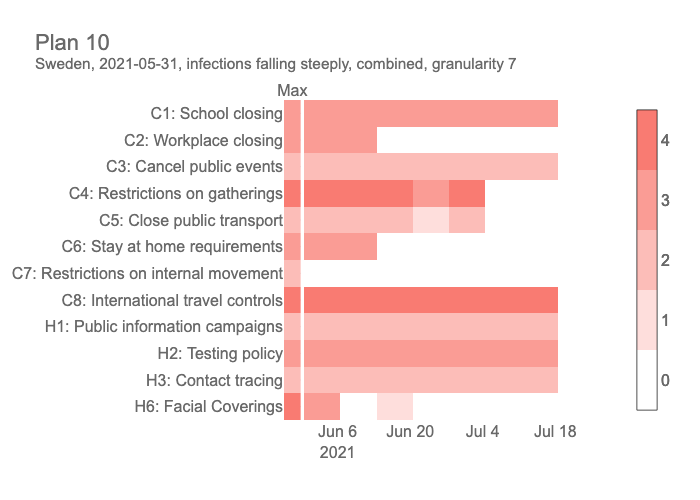 Plan 10
Sweden, 2021-05-31, infections falling steeply, combined, granularity 7
Max
C1: School closing
C2: Workplace closing
C3: Cancel public events
C4: Restrictions on gatherings
C5: Close public transport
C6: Stay at home requirements
C7: Restrictions on internal movement
C8: International travel controls
H1: Public information campaigns
H2: Testing policy
H3: Contact tracing
H6: Facial Coverings
Jun 6 Jun 20 Jul 4 Jul 18
2021
4
3
2
1
0